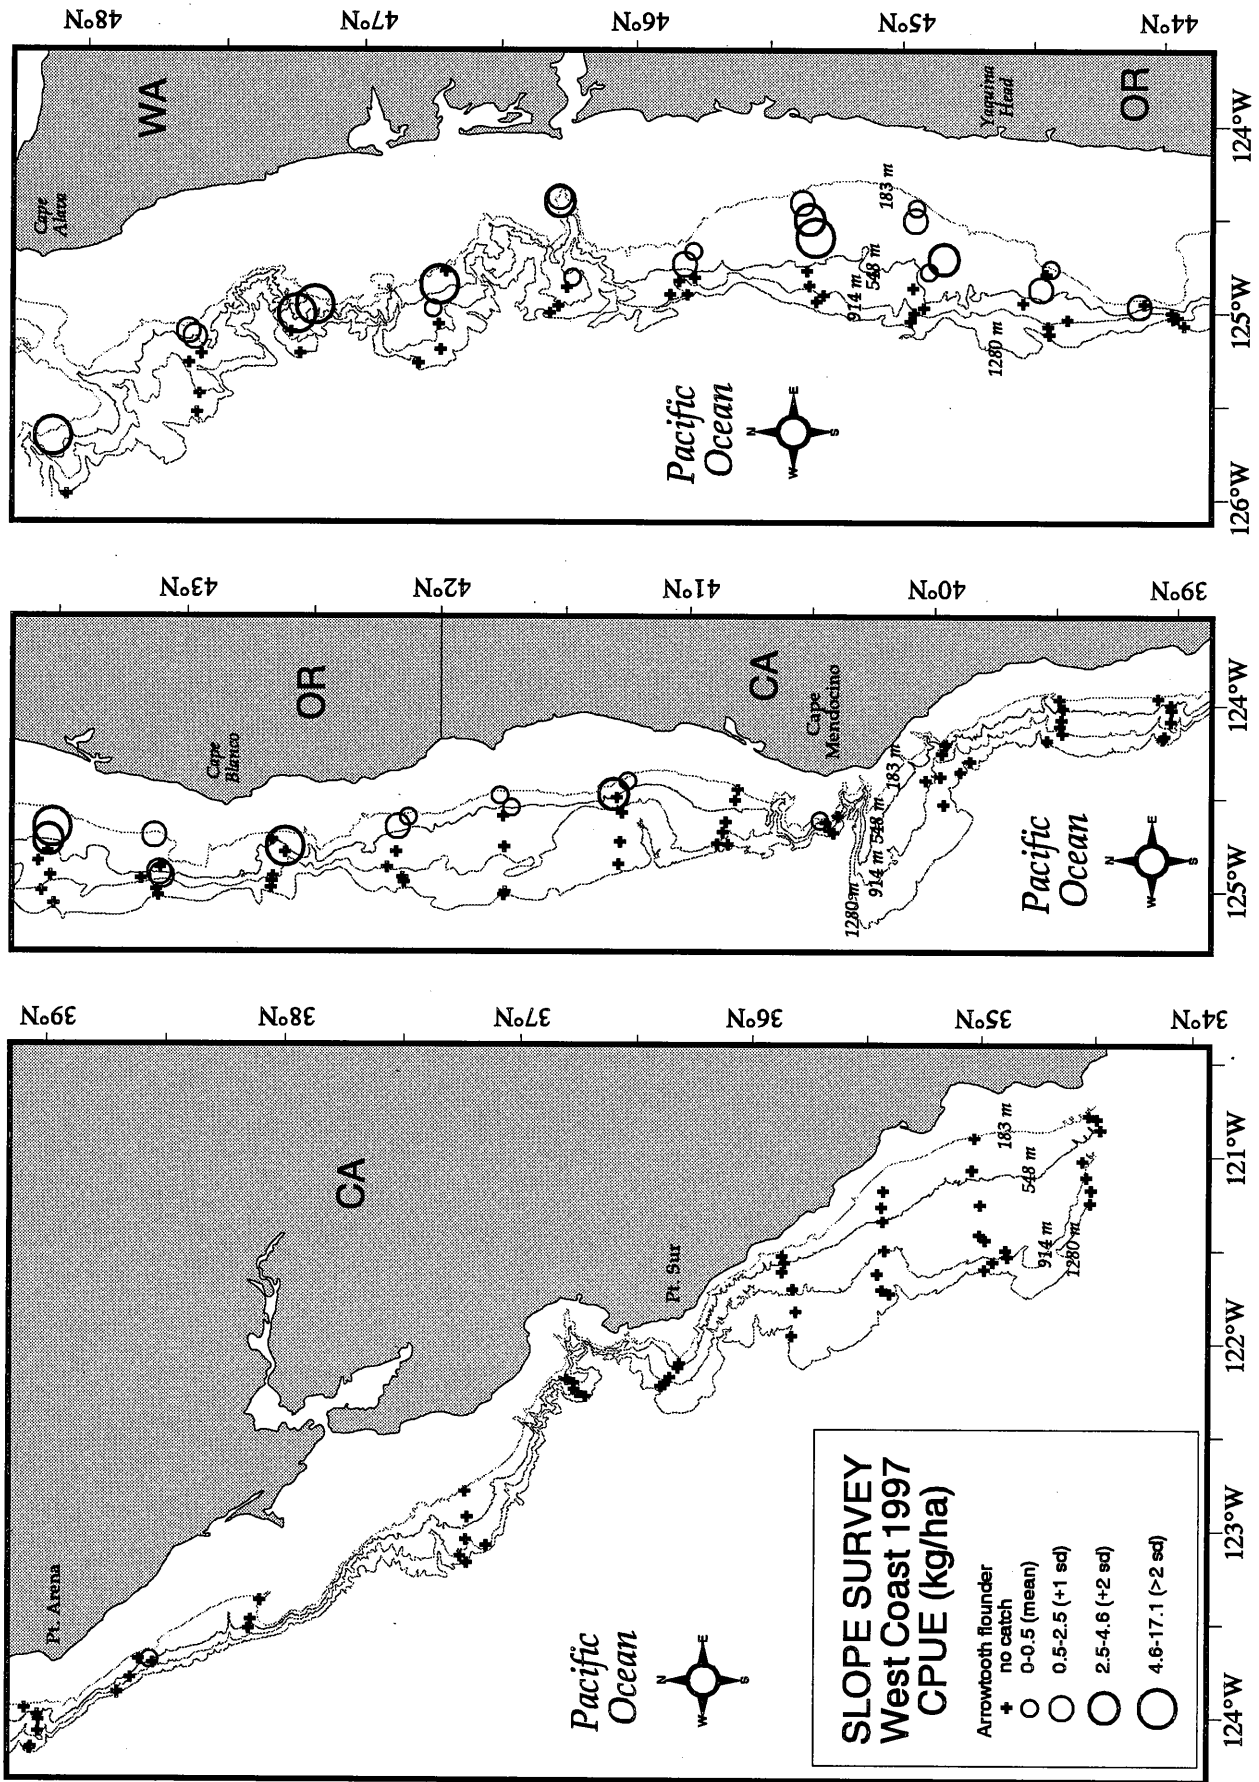 48°N
47°N
46°N
45°N
44°N
WA
Cape
Alava
OR
Yaquina
Head
183 m
548 m
914 m
1280 m
Pacific
Ocean
N
E
S
W
124°W
125°W
126°W
43°N
42°N
41°N
40°N
39°N
OR
Cape
Blanco
CA
Cape
Mendocino
183 m
548 m
914 m
1280 m
Pacific
Ocean
N
E
S
W
124°W
125°W
39°N
38°N
37°N
36°N
35°N
34°N
CA
Pt. Arena
Pt. Sur
183 m
548 m
914 m
1280 m
Pacific
Ocean
N
E
S
W
121°W
122°W
123°W
124°W
SLOPE SURVEY
West Coast 1997
CPUE (kg/ha)
Arrowtooth flounder
no catch
0-0.5 (mean)
0.5-2.5 (+1 sd)
2.5-4.6 (+2 sd)
4.6-17.1 (>2 sd)